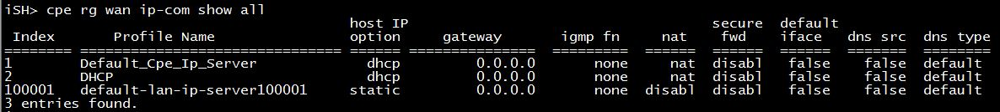 iSH> cpe rg wan ip-com show all
                                         host IP                                       secure  default
 Index         Profile Name              option      gateway       igmp fn     nat     fwd     iface   dns src  dns type
======== =============================== ====== ================= ========= ====== ====== ======= ======= ========
1        Default_Cpe_Ip_Server           dhcp            0.0.0.0      none     nat disabl   false   false default
2        DHCP                            dhcp            0.0.0.0      none     nat disabl   false   false default
100001   default-lan-ip-server100001     static          0.0.0.0      none  disabl disabl   false   false default
3 entries found.